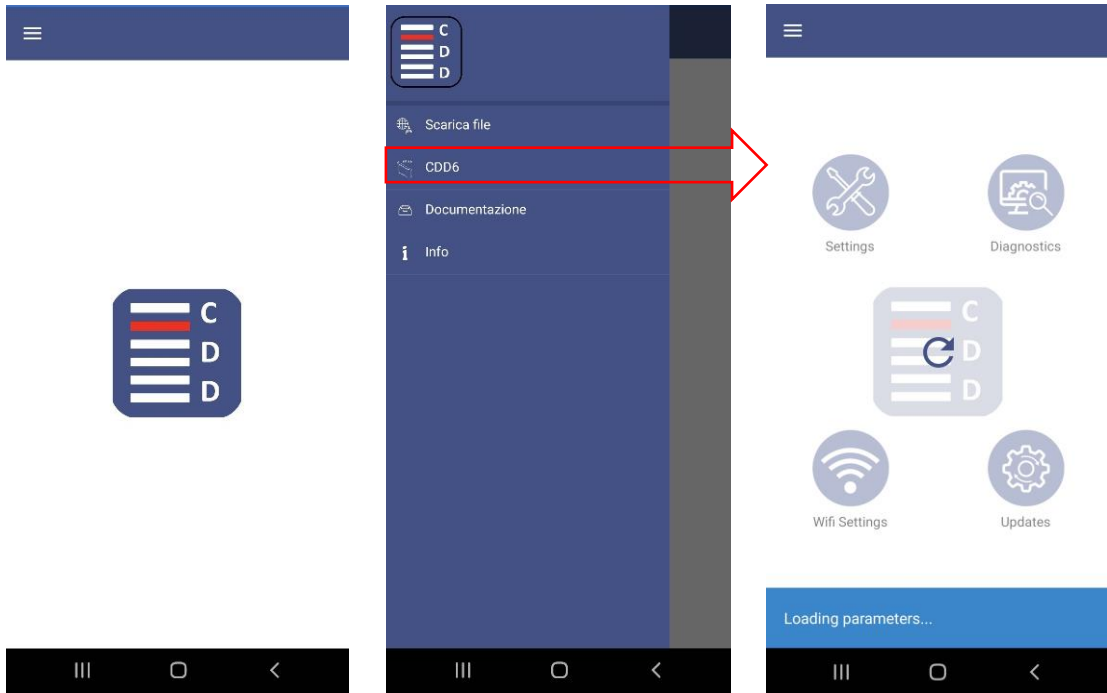 C
D
D
C
D
D
Scarica file
CDD6
Documentazione
Info
Settings
Diagnostics
C
D
D
Wifi Settings
Updates
Loading parameters...